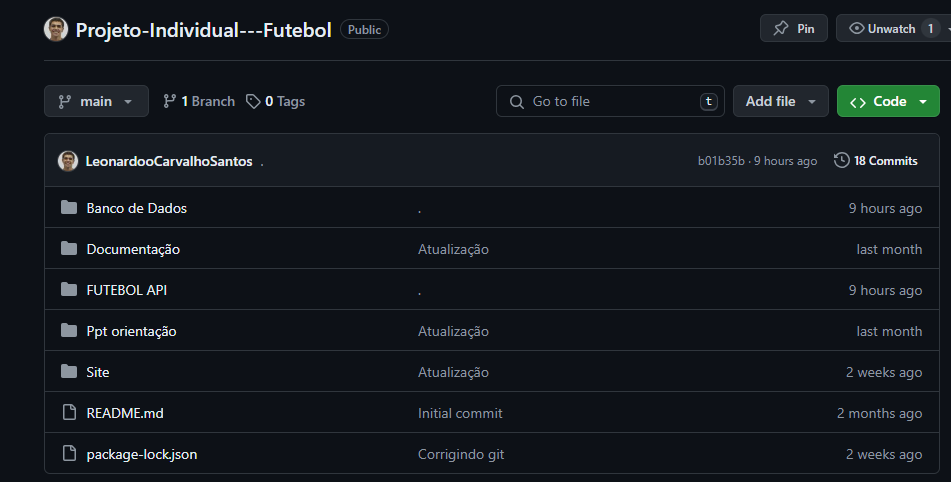 Projeto-Individual---Futebol Public Pin Unwatch 1
main 1 Branch 0 Tags Go to file t Add file Code
LeonardooCarvalhoSantos . b01b35b · 9 hours ago 18 Commits
Banco de Dados . 9 hours ago
Documentação Atualização last month
FUTEBOL API . 9 hours ago
Ppt orientação Atualização last month
Site Atualização 2 weeks ago
README.md Initial commit 2 months ago
package-lock.json Corrigindo git 2 weeks ago